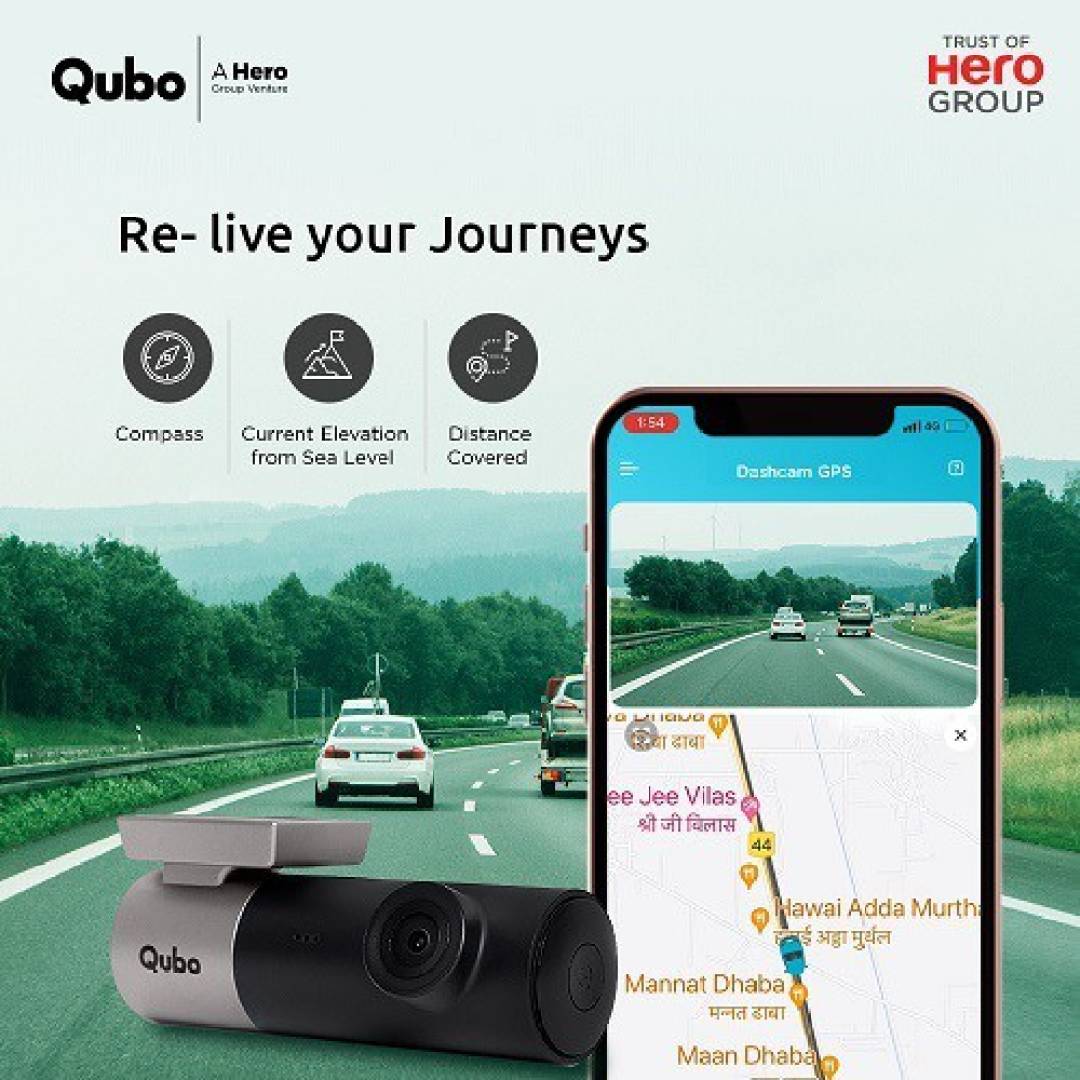 Qubo
A Hero
Group Venture
TRUST OF
Hero
GROUP
Re- live your Journeys
Compass
Current Elevation
from Sea Level
Distance
Covered
1:54
4G
Dashcam GPS
Dhaba
ढाबा
ee Jee Vilas
श्री जी विलास
44
Hawai Adda Murtha
हवाई अड्डा मुर्थल
Mannat Dhaba
मन्नत ढाबा
Maan Dhaba
Qubo